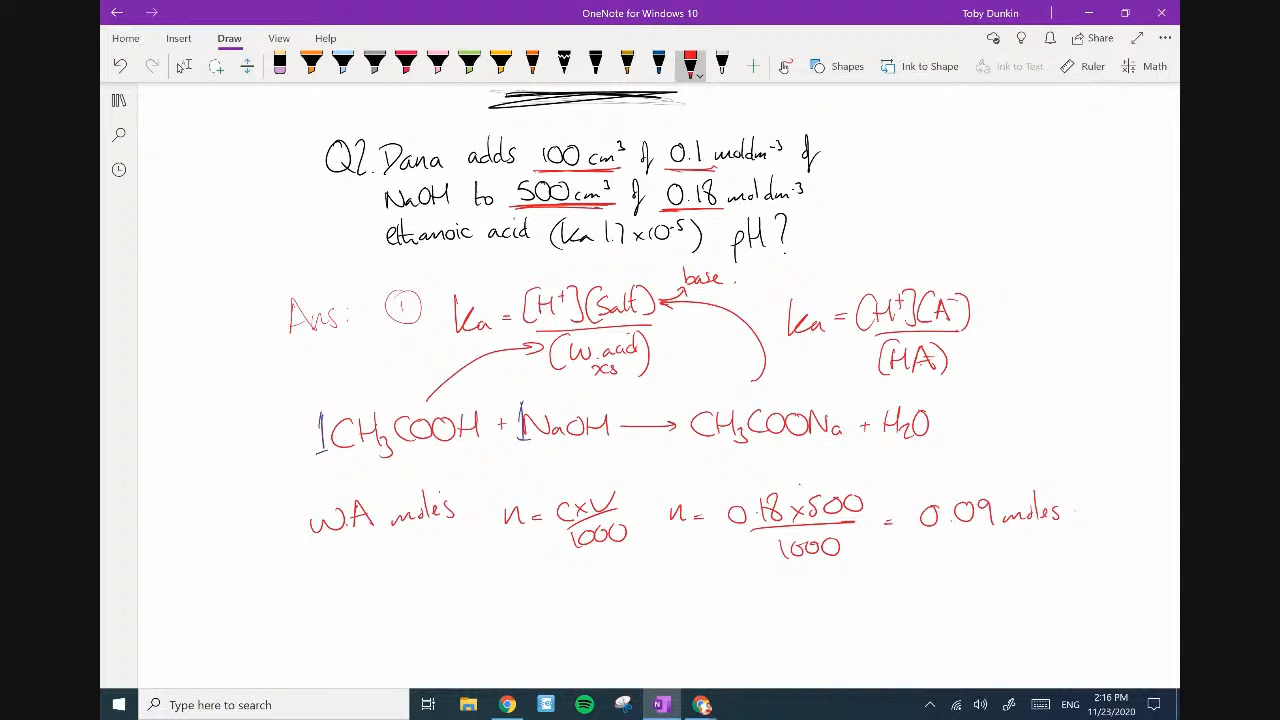 OneNote for Windows 10
Toby Dunkin
Home Insert Draw View Help
Share
Shapes Ink to Shape Ink to Text Ruler Math
Q2. Dana adds 100 cm³ of 0.1 moldm⁻³ of
NaOH to 500 cm³ of 0.18 moldm⁻³
ethanoic acid (Ka 1.7 × 10⁻⁵) pH?
base.
Ans: ① Ka = [H⁺](Salt) / (W. acid xs) Ka = [H⁺](A⁻) / (HA)
1CH₃COOH + 1NaOH → CH₃COONa + H₂O
W.A moles n = C×V / 1000 n = 0.18 × 500 / 1000 = 0.09 moles
Type here to search
ENG
2:16 PM
11/23/2020